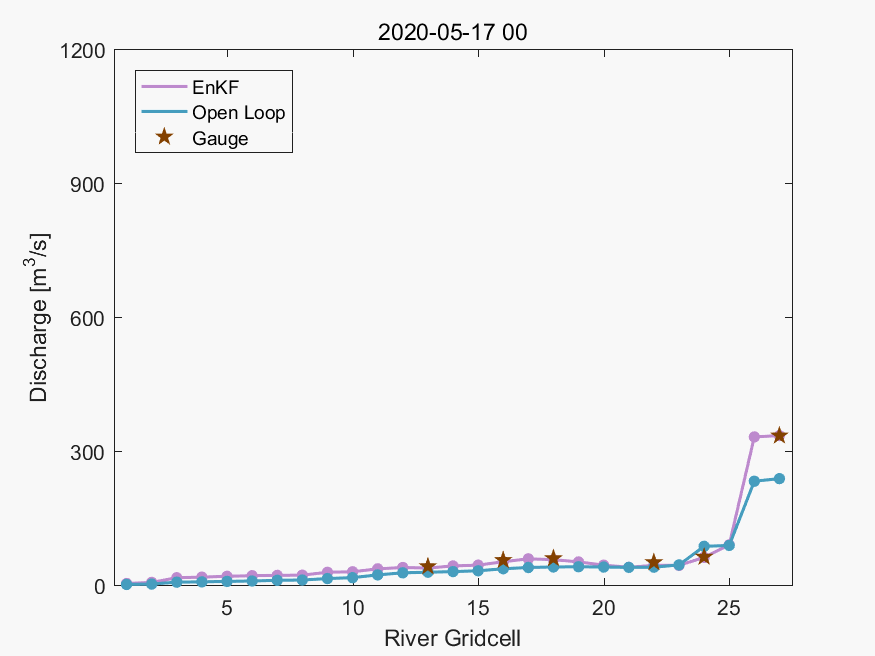 2020-05-17 00
1200
900
600
300
0
EnKF
Open Loop
Gauge
Discharge [m³/s]
5 10 15 20 25
River Gridcell